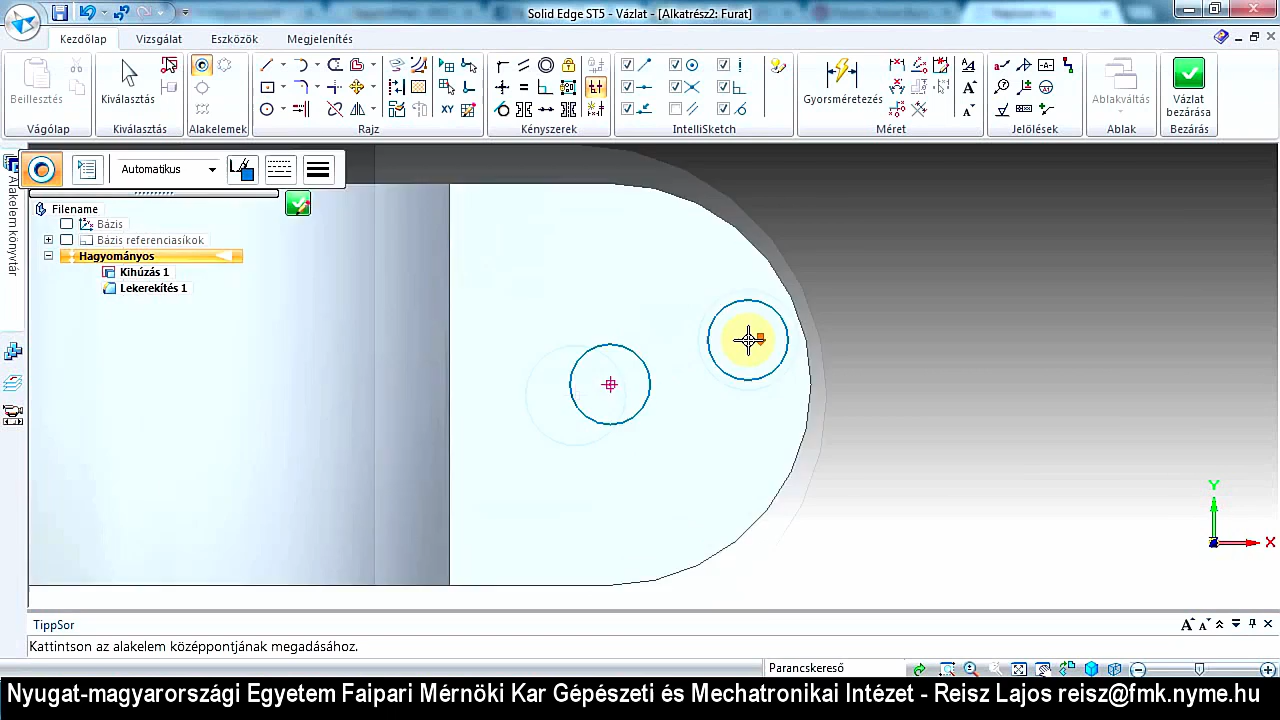 Solid Edge ST5 - Vázlat - [Alkatrész2: Furat]
Kezdőlap Vizsgálat Eszközök Megjelenítés
Beillesztés
Kiválasztás
Gyorsméretezés
Ablakváltás
Vázlat
bezárása
XY
Vágólap Kiválasztás Alakelemek Rajz Kényszerek IntelliSketch Méret Jelölések Ablak Bezárás
Automatikus
Alakelem könyvtár
Filename
Bázis
Bázis referenciasíkok
Hagyományos
Kihúzás 1
Lekerekítés 1
Y
X
TippSor
Kattintson az alakelem középpontjának megadásához.
Parancskereső
Nyugat-magyarországi Egyetem Faipari Mérnöki Kar Gépészeti és Mechatronikai Intézet - Reisz Lajos reisz@fmk.nyme.hu